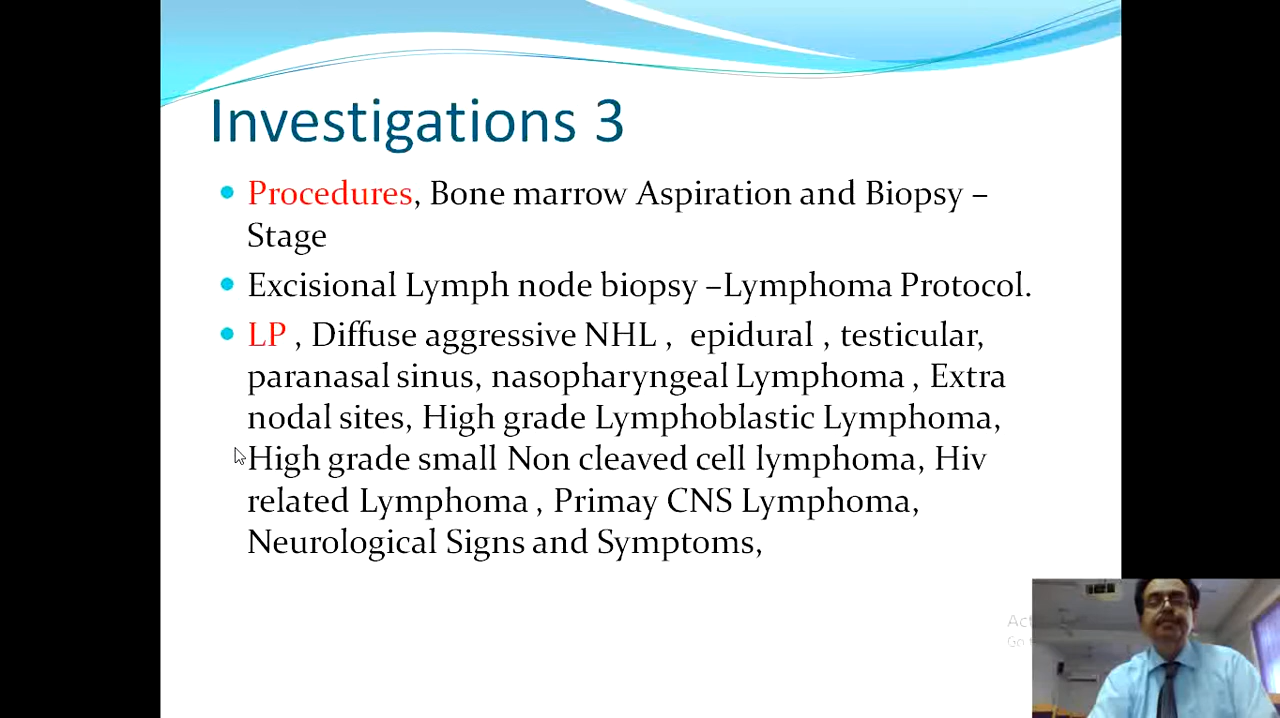 Investigations 3
Procedures, Bone marrow Aspiration and Biopsy –
Stage
Excisional Lymph node biopsy –Lymphoma Protocol.
LP , Diffuse aggressive NHL , epidural , testicular,
paranasal sinus, nasopharyngeal Lymphoma , Extra
nodal sites, High grade Lymphoblastic Lymphoma,
High grade small Non cleaved cell lymphoma, Hiv
related Lymphoma , Primay CNS Lymphoma,
Neurological Signs and Symptoms,
Go